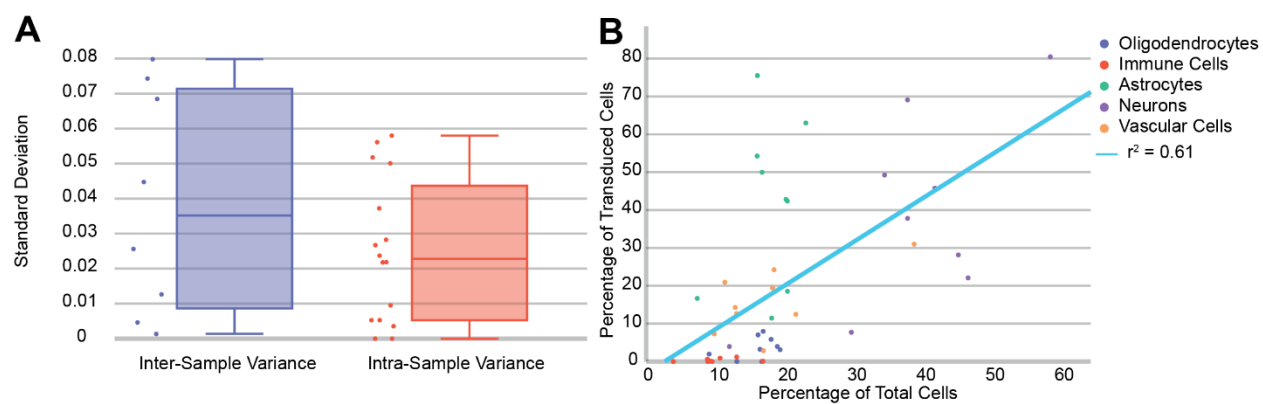 A
Standard Deviation
0.08
0.07
0.06
0.05
0.04
0.03
0.02
0.01
0
Inter-Sample Variance
Intra-Sample Variance
B
Percentage of Transduced Cells
80
70
60
50
40
30
20
10
0
0 10 20 30 40 50 60
Percentage of Total Cells
Oligodendrocytes
Immune Cells
Astrocytes
Neurons
Vascular Cells
r² = 0.61